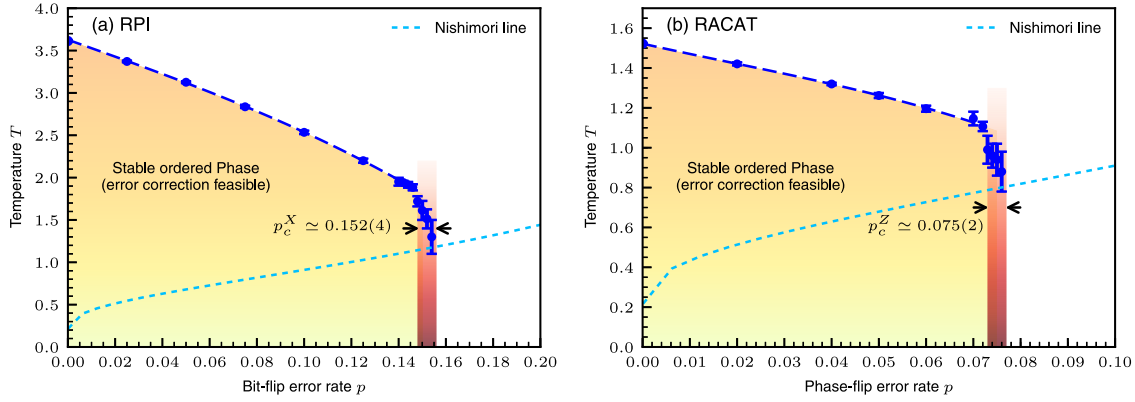 (a) RPI
Nishimori line
Temperature T
4.0
3.5
3.0
2.5
2.0
1.5
1.0
0.5
0.0
Stable ordered Phase
(error correction feasible)
p_c^X ≃ 0.152(4)
0.00 0.02 0.04 0.06 0.08 0.10 0.12 0.14 0.16 0.18 0.20
Bit-flip error rate p
(b) RACAT
Nishimori line
Temperature T
1.6
1.4
1.2
1.0
0.8
0.6
0.4
0.2
0.0
Stable ordered Phase
(error correction feasible)
p_c^Z ≃ 0.075(2)
0.00 0.01 0.02 0.03 0.04 0.05 0.06 0.07 0.08 0.09 0.10
Phase-flip error rate p